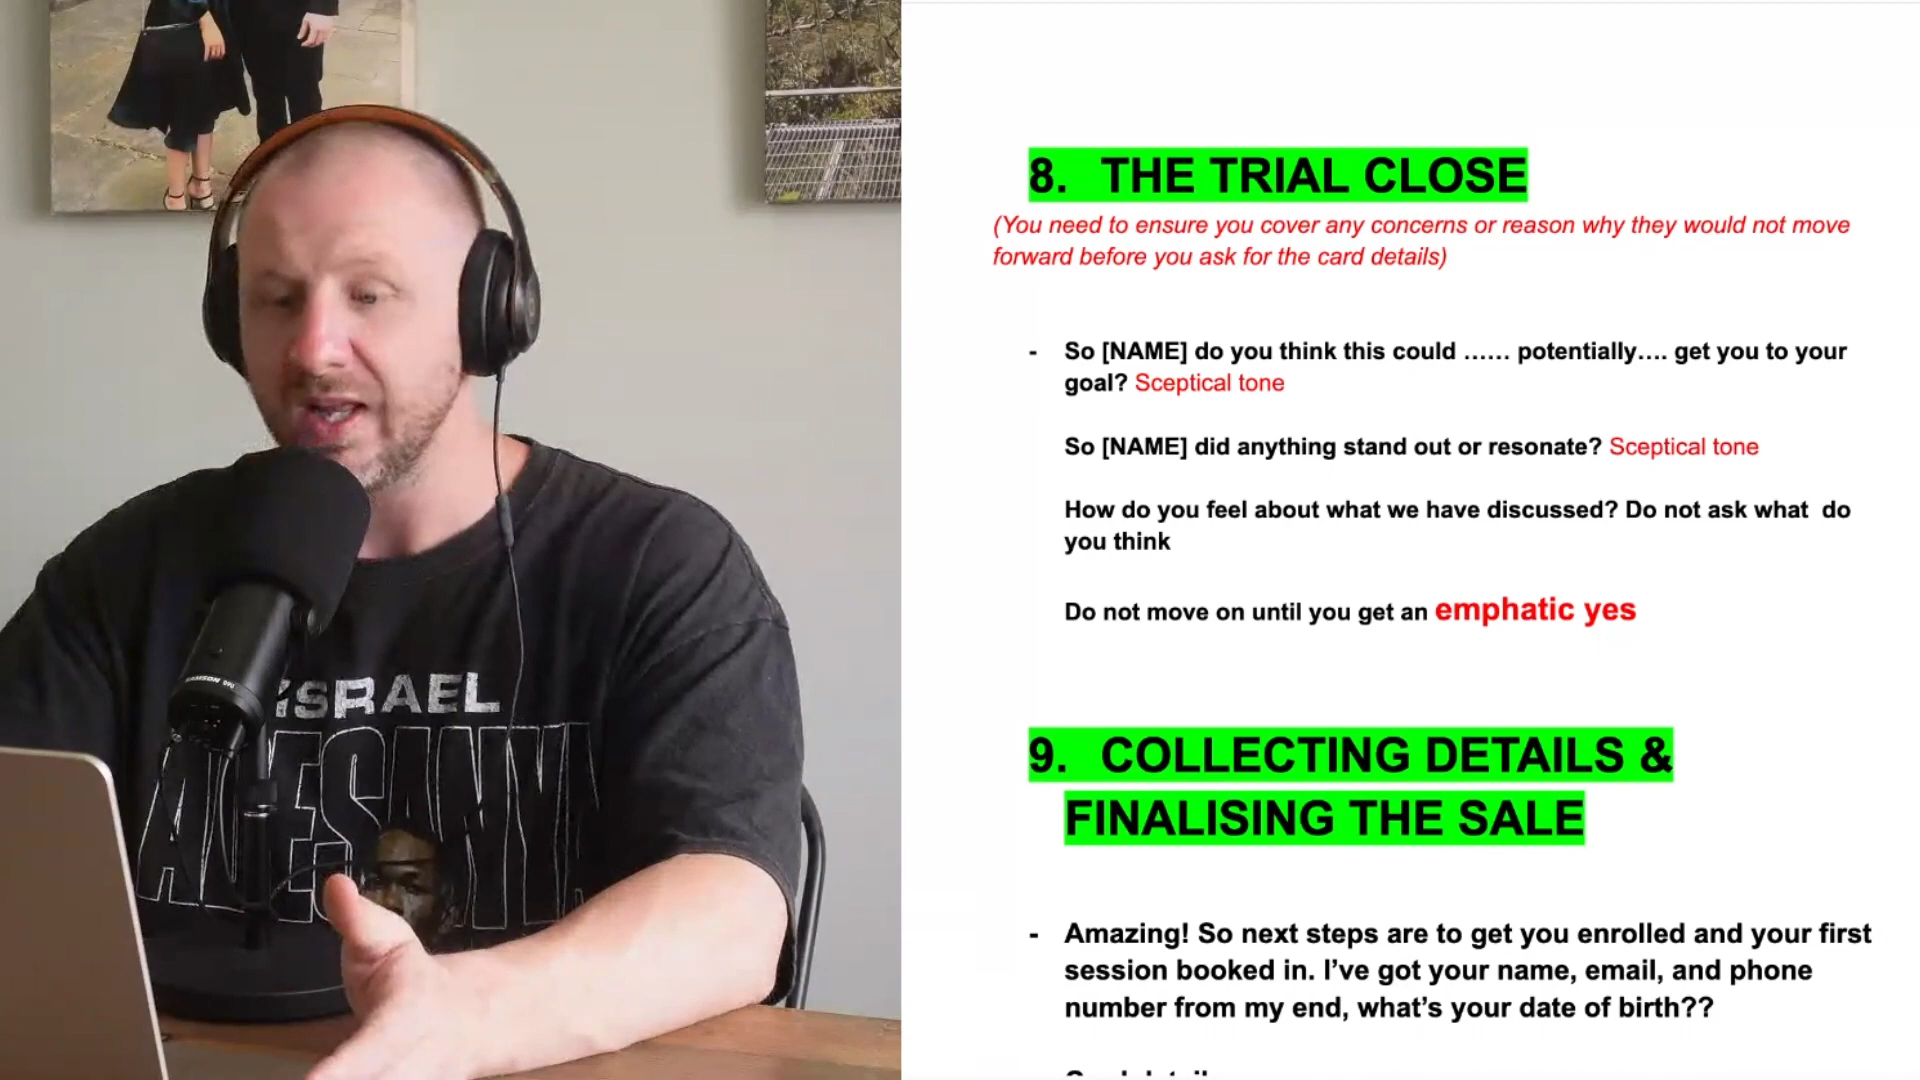 8. THE TRIAL CLOSE
(You need to ensure you cover any concerns or reason why they would not move
forward before you ask for the card details)
- So [NAME] do you think this could …… potentially…. get you to your
goal? Sceptical tone
So [NAME] did anything stand out or resonate? Sceptical tone
How do you feel about what we have discussed? Do not ask what  do
you think
Do not move on until you get an emphatic yes
9. COLLECTING DETAILS &
FINALISING THE SALE
- Amazing! So next steps are to get you enrolled and your first
session booked in. I’ve got your name, email, and phone
number from my end, what’s your date of birth??
SAMSON
ISRAEL
ADESANYA